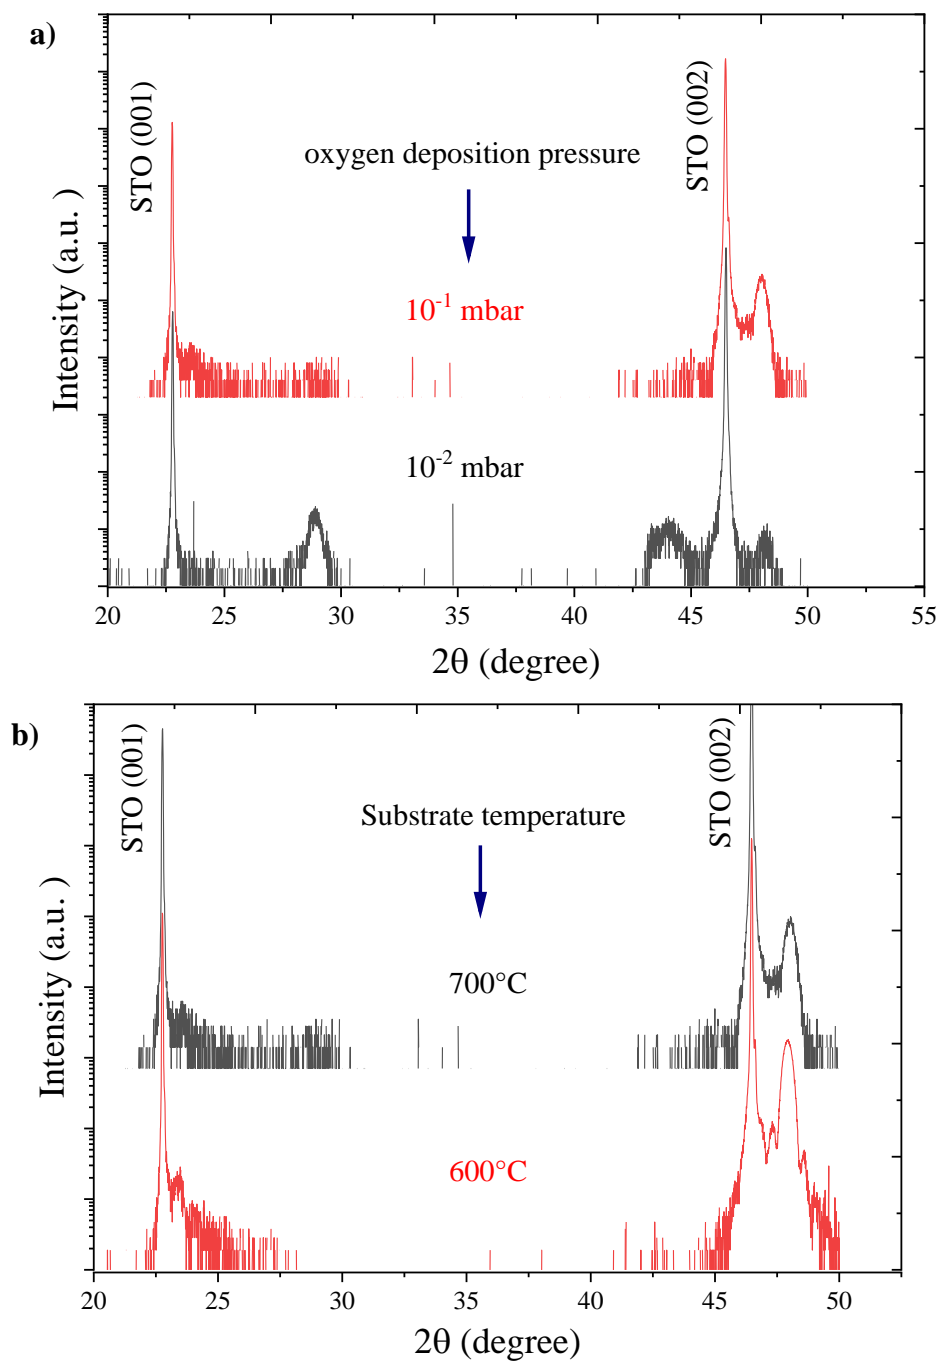 a)
STO (001)
STO (002)
oxygen deposition pressure
10⁻¹ mbar
10⁻² mbar
Intensity (a.u. )
20 25 30 35 40 45 50 55
2θ (degree)
b)
STO (001)
STO (002)
Substrate temperature
700°C
600°C
Intensity (a.u. )
20 25 30 35 40 45 50
2θ (degree)